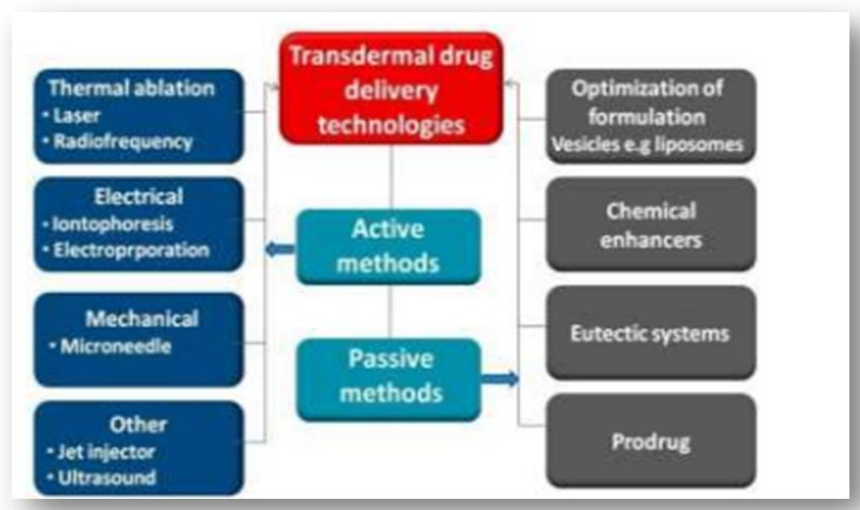 Transdermal drug
delivery
technologies
Thermal ablation
• Laser
• Radiofrequency
Electrical
• Iontophoresis
• Electroprporation
Mechanical
• Microneedle
Other
• Jet injector
• Ultrasound
Active
methods
Passive
methods
Optimization of
formulation
Vesicles e.g liposomes
Chemical
enhancers
Eutectic systems
Prodrug